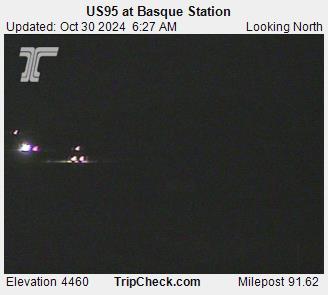 US95 at Basque Station
Updated: Oct 30 2024 6:27 AM Looking North
Elevation 4460 TripCheck.com Milepost 91.62